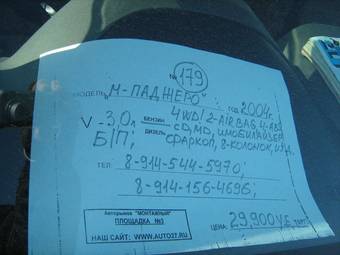 № 179
МОДЕЛЬ "М-ПАДЖЕРО" 2004г.
V - 3,0л БЕНЗИН 4WD/2-AIRBAG, 4-ABS
Б/П; ДИЗЕЛЬ CD, MD, ИМОБИЛАЙЗЕР
ФАРКОП, 8-КОЛОНОК, И Т.Д.
ТЕЛ: 8-914-544-5970;
8-914-156-4696;
Авторынок "МОНТАЖНЫЙ"
ПЛОЩАДКА №3
НАШ САЙТ: WWW.AUTO27.RU
ЦЕНА: 29,900 У.Е, ТОРГ